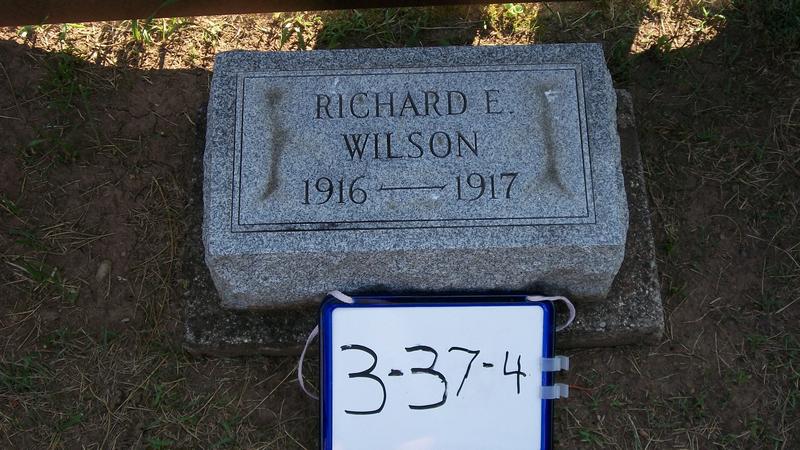 RICHARD E.
WILSON
1916 — 1917
3-37-4